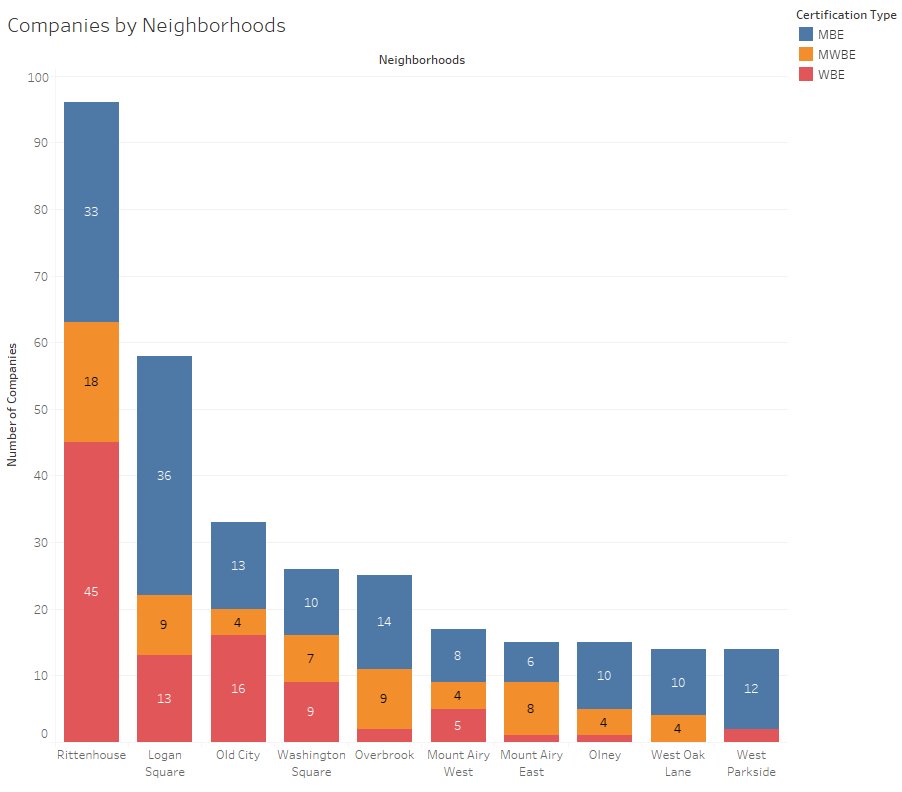 Companies by Neighborhoods
Certification Type
MBE
MWBE
WBE
Neighborhoods
Number of Companies
100
90
80
70
60
50
40
30
20
10
0
33
18
45
36
9
13
13
4
16
10
7
9
14
9
8
4
5
6
8
10
4
10
4
12
Rittenhouse
Logan
Square
Old City
Washington
Square
Overbrook
Mount Airy
West
Mount Airy
East
Olney
West Oak
Lane
West
Parkside